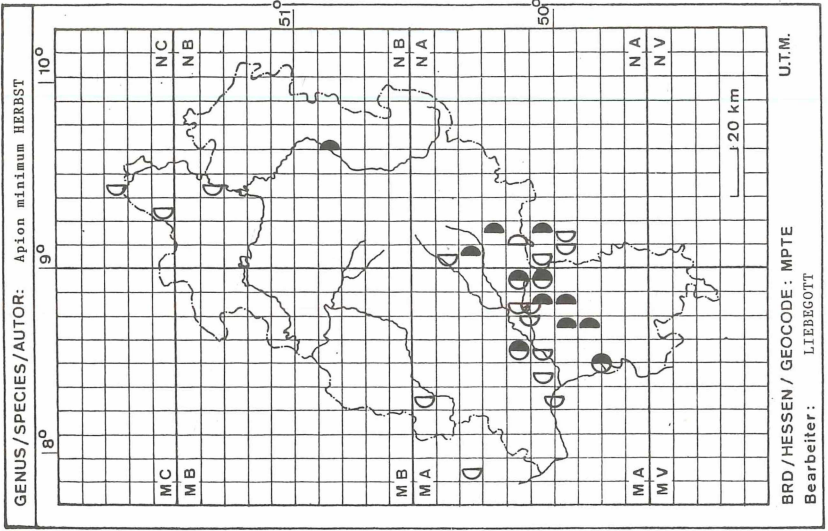 GENUS/SPECIES/AUTOR: Apion minimum HERBST
8° 9° 10°
MC NC
MB NB
51°
MB NB
MA NA
50°
MA NA
MV NV
20 km
BRD/HESSEN/GEOCODE: MPTE U.T.M.
Bearbeiter: LIEBEGOTT